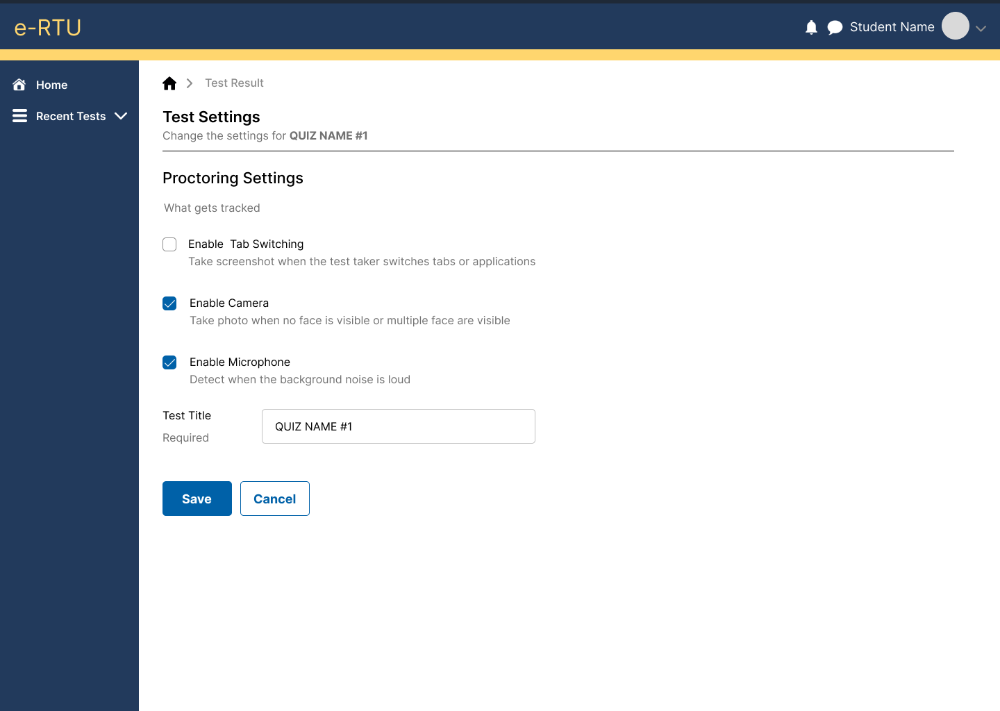 e-RTU
Student Name
Home
Recent Tests
Test Result
Test Settings
Change the settings for QUIZ NAME #1
Proctoring Settings
What gets tracked
Enable  Tab Switching
Take screenshot when the test taker switches tabs or applications
Enable Camera
Take photo when no face is visible or multiple face are visible
Enable Microphone
Detect when the background noise is loud
Test Title
Required
QUIZ NAME #1
Save
Cancel